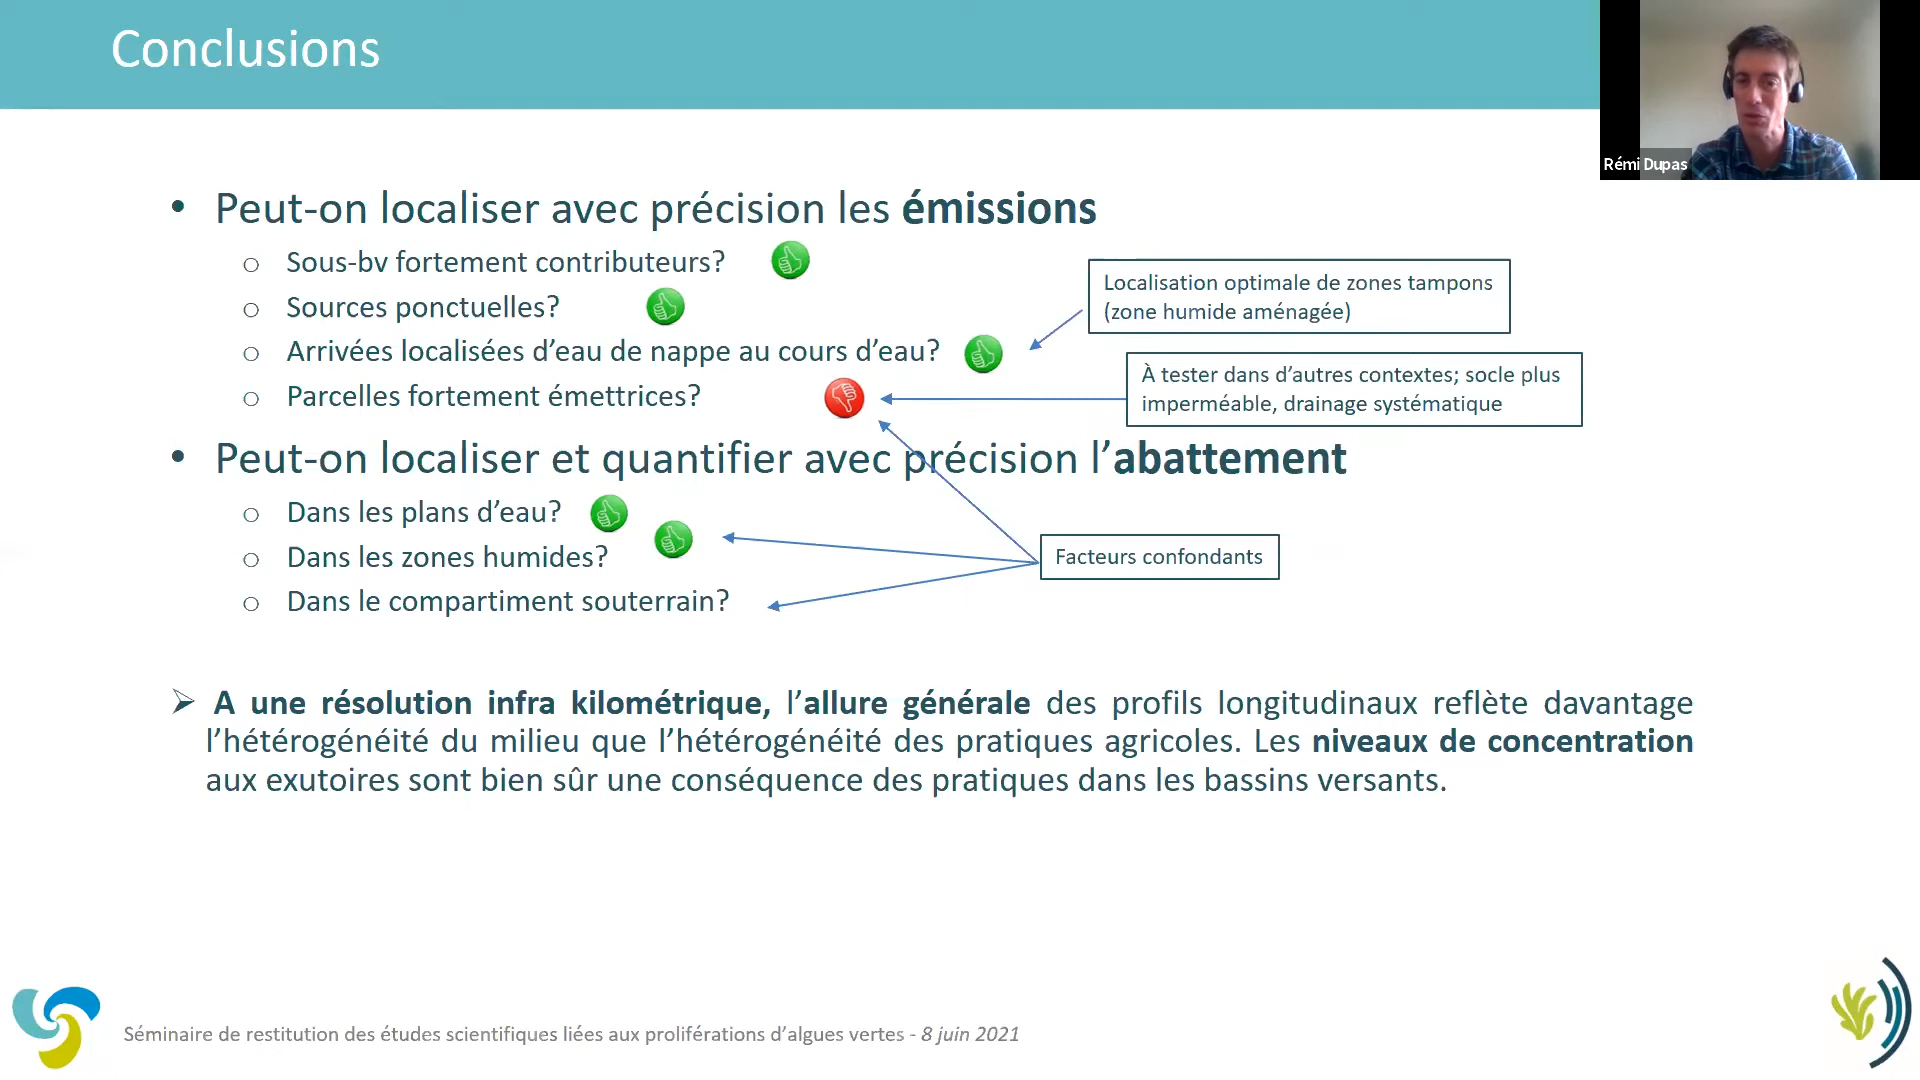 Conclusions
Rémi Dupas
• Peut-on localiser avec précision les émissions
o Sous-bv fortement contributeurs?
o Sources ponctuelles?
o Arrivées localisées d’eau de nappe au cours d’eau?
o Parcelles fortement émettrices?
Localisation optimale de zones tampons
(zone humide aménagée)
À tester dans d’autres contextes; socle plus
imperméable, drainage systématique
• Peut-on localiser et quantifier avec précision l’abattement
o Dans les plans d’eau?
o Dans les zones humides?
o Dans le compartiment souterrain?
Facteurs confondants
➢ A une résolution infra kilométrique, l’allure générale des profils longitudinaux reflète davantage
l’hétérogénéité du milieu que l’hétérogénéité des pratiques agricoles. Les niveaux de concentration
aux exutoires sont bien sûr une conséquence des pratiques dans les bassins versants.
Séminaire de restitution des études scientifiques liées aux proliférations d’algues vertes - 8 juin 2021